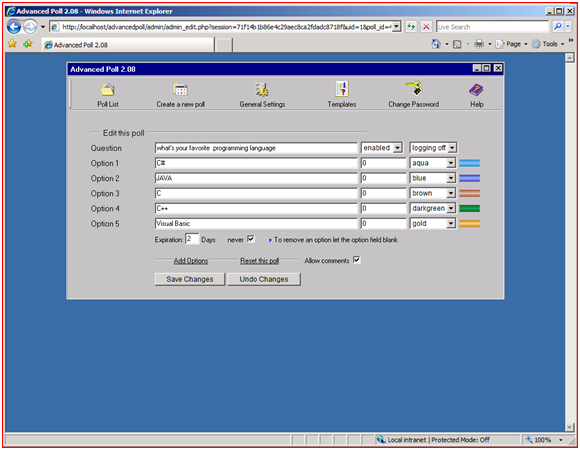 Advanced Poll 2.08 - Windows Internet Explorer
http://localhost/advancedpoll/admin/admin_edit.php?session=71f14b1b86e4c29aec8ca2fdadc8718f&uid=1&poll_id=
Live Search
Advanced Poll 2.08
Page
Tools
Advanced Poll 2.08
Poll List
Create a new poll
General Settings
Templates
Change Password
Help
Edit this poll
Question what's your favorite programming language enabled logging off
Option 1 C# 0 aqua
Option 2 JAVA 0 blue
Option 3 C 0 brown
Option 4 C++ 0 darkgreen
Option 5 Visual Basic 0 gold
Expiration: 2 Days never To remove an option let the option field blank
Add Options Reset this poll Allow comments
Save Changes Undo Changes
Local intranet | Protected Mode: Off 100%